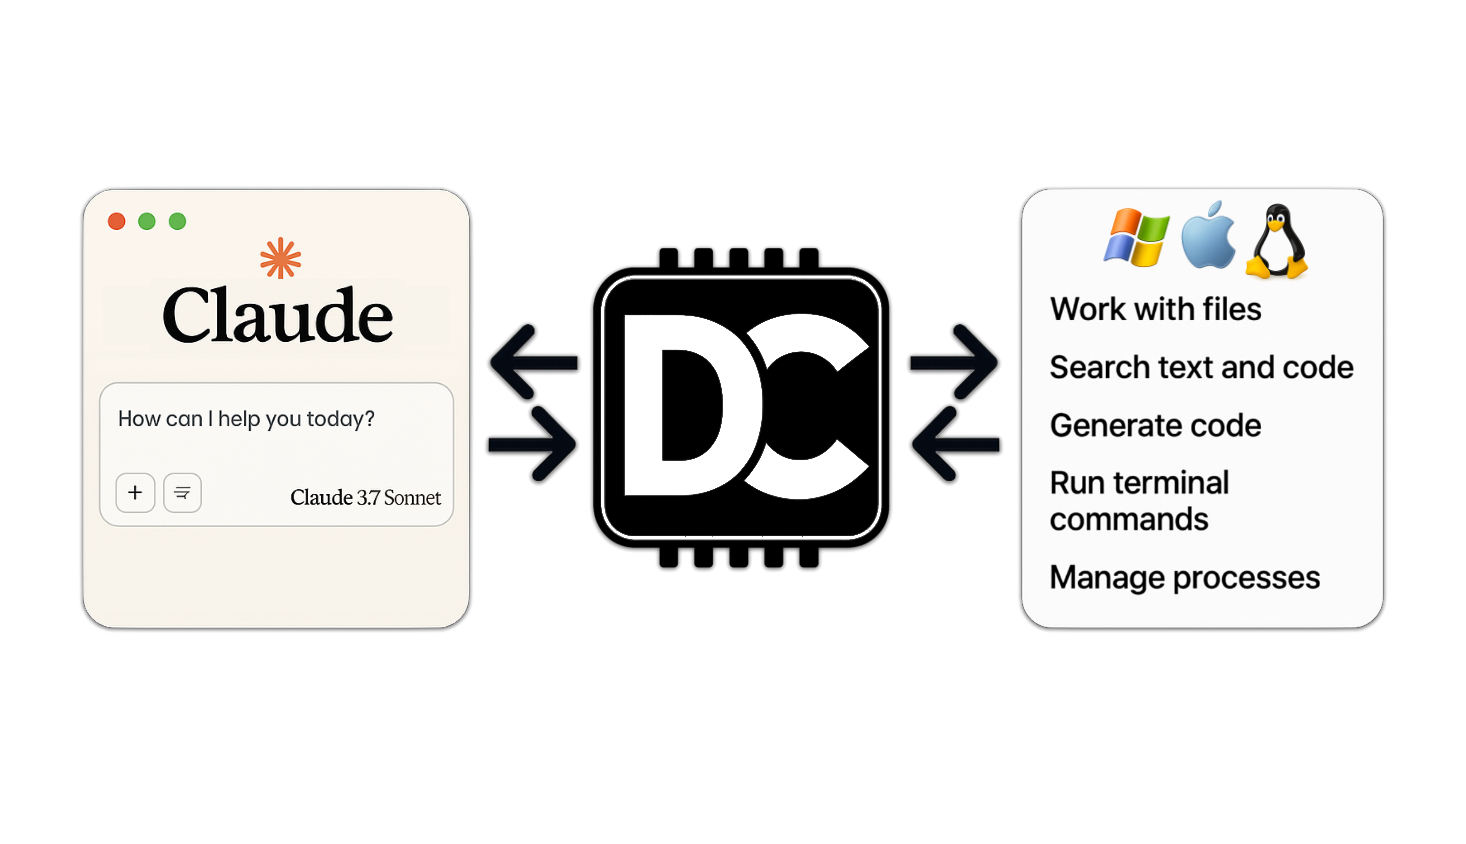 Claude
How can I help you today?
+
Claude 3.7 Sonnet
DC
Work with files
Search text and code
Generate code
Run terminal
commands
Manage processes